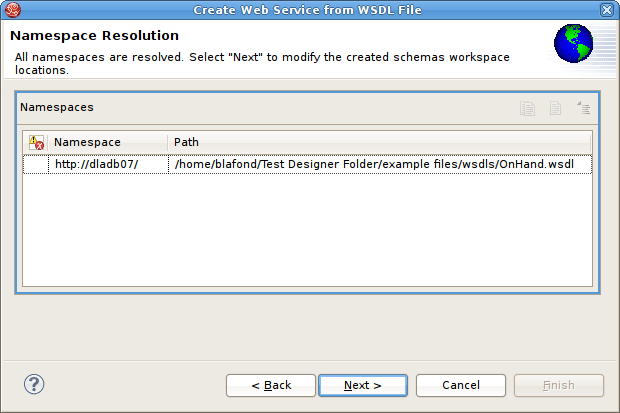 Create Web Service from WSDL File
Namespace Resolution
All namespaces are resolved. Select "Next" to modify the created schemas workspace
locations.
Namespaces
Namespace Path
http://dladb07/ /home/blafond/Test Designer Folder/example files/wsdls/OnHand.wsdl
? < Back Next > Cancel Finish